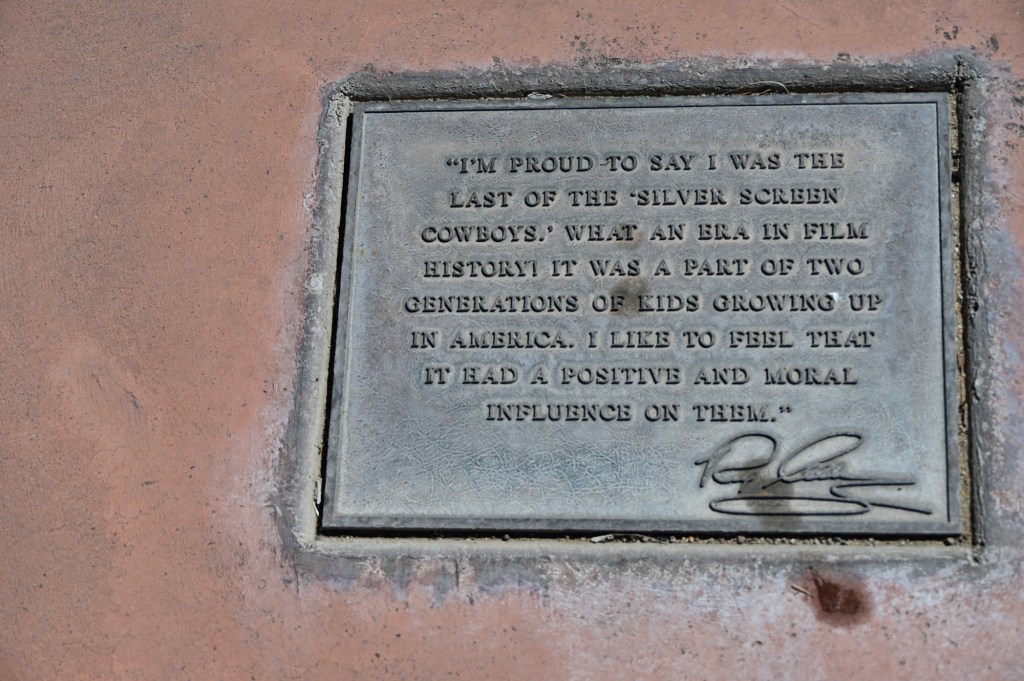 “I’M PROUD TO SAY I WAS THE
LAST OF THE ‘SILVER SCREEN
COWBOYS.’ WHAT AN ERA IN FILM
HISTORY! IT WAS A PART OF TWO
GENERATIONS OF KIDS GROWING UP
IN AMERICA. I LIKE TO FEEL THAT
IT HAD A POSITIVE AND MORAL
INFLUENCE ON THEM.”